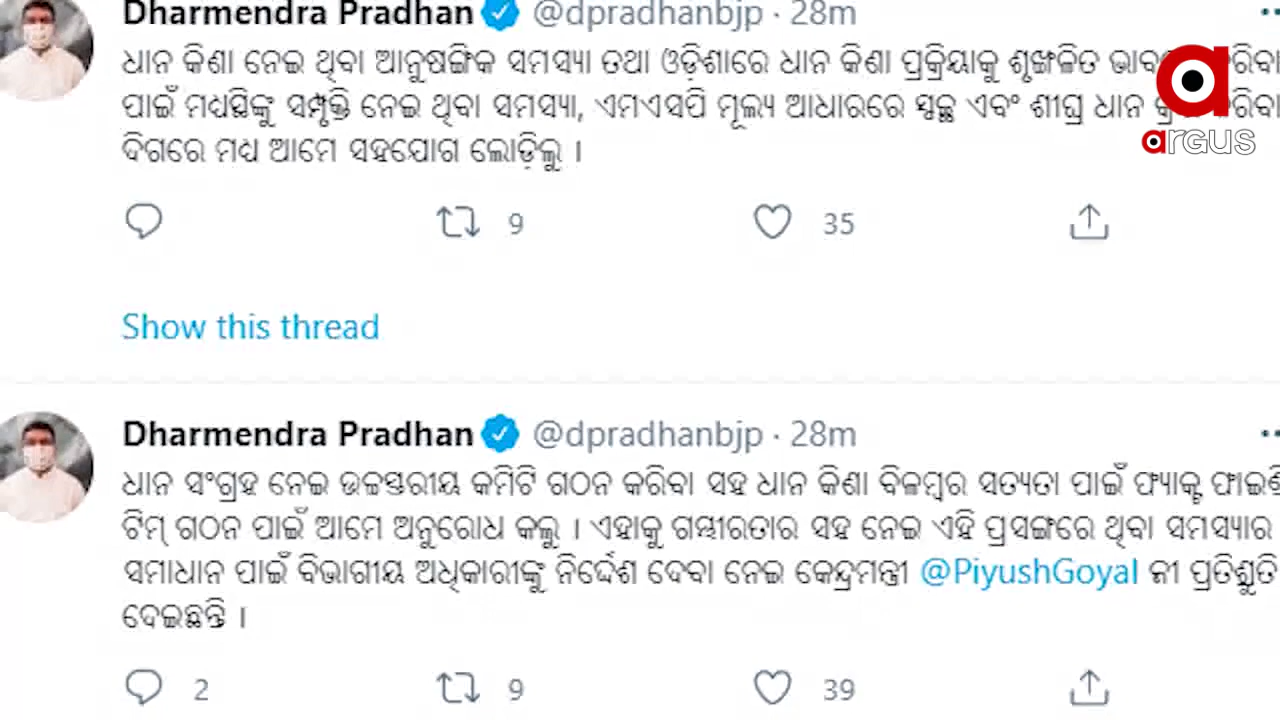 Dharmendra Pradhan @dpradhanbjp · 28m
ଧାନ କିଣା ନେଇ ଥିବା ଆନୁଷଙ୍ଗିକ ସମସ୍ୟା ତଥା ଓଡ଼ିଶାରେ ଧାନ କିଣା ପ୍ରକ୍ରିୟାକୁ ଶୃଙ୍ଖଳିତ
ପାଇଁ ମଧ୍ୟସ୍ତିଙ୍କୁ ସମ୍ପୃକ୍ତି ନେଇ ଥିବା ସମସ୍ୟା, ଏମଏସପି ମୂଲ୍ୟ ଆଧାରରେ ସ୍ୱଚ୍ଛ ଏବଂ ଶୀଘ୍ର ଧାନ
ଦିଗରେ ମଧ୍ୟ ଆମେ ସହଯୋଗ ଲୋଡ଼ିଲୁ ।
9 35
argus
Show this thread
Dharmendra Pradhan @dpradhanbjp · 28m
ଧାନ ସଂଗ୍ରହ ନେଇ ଉଚ୍ଚସ୍ତରୀୟ କମିଟି ଗଠନ କରିବା ସହ ଧାନ କିଣା ବିଳମ୍ବର ସତ୍ୟତା ପାଇଁ ଫ୍ୟାକ୍ଟ
ଟିମ୍ ଗଠନ ପାଇଁ ଆମେ ଅନୁରୋଧ କଲୁ । ଏହାକୁ ଗମ୍ଭୀରତାର ସହ ନେଇ ଏହି ପ୍ରସଙ୍ଗରେ ଥିବା ସମସ୍ୟାର
ସମାଧାନ ପାଇଁ ବିଭାଗୀୟ ଅଧିକାରୀଙ୍କୁ ନିର୍ଦ୍ଦେଶ ଦେବା ନେଇ କେନ୍ଦ୍ରମନ୍ତ୍ରୀ @PiyushGoyal ଜୀ ପ୍ରତିଶ୍ରୁତି
ଦେଇଛନ୍ତି ।
2 9 39